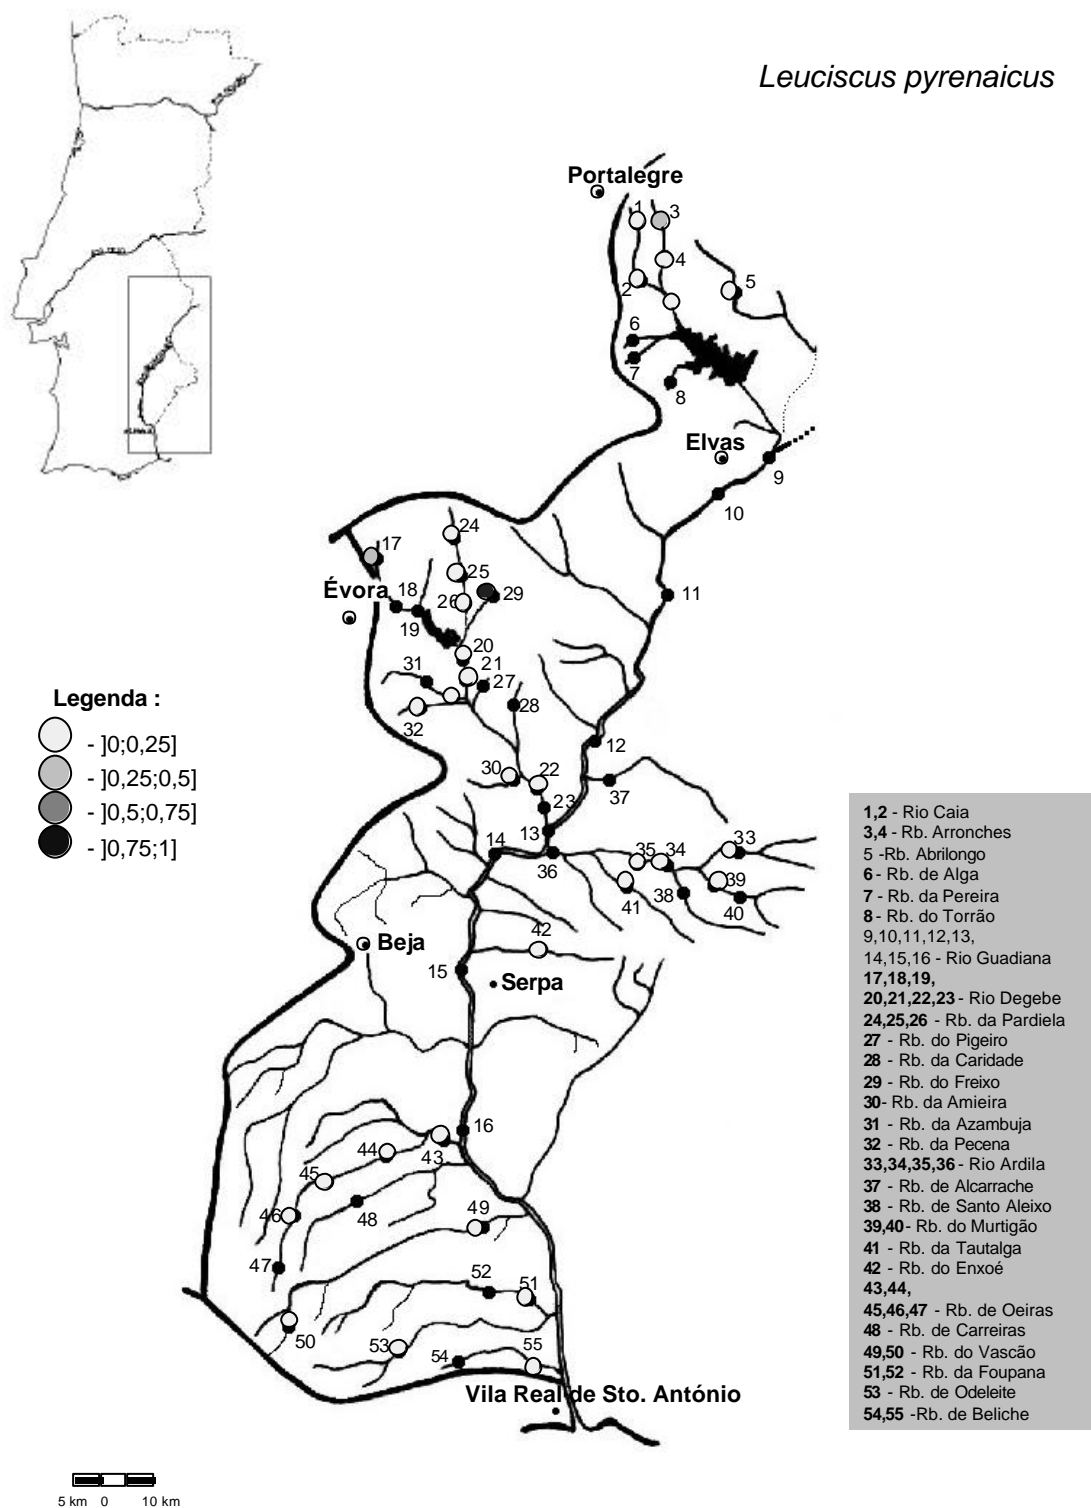 Leuciscus pyrenaicus
Portalegre
1
3
4
2
5
6
7
8
Elvas
9
10
24
17
25
Évora
18
26
29
11
19
20
31
21
27
32
28
Legenda :
- ]0;0,25]
- ]0,25;0,5]
- ]0,5;0,75]
- ]0,75;1]
12
30
22
37
23
13
14
36
35
34
33
39
41
38
40
42
Beja
15
Serpa
16
43
44
45
46
48
49
47
52
51
50
53
54
55
Vila Real de Sto. António
1,2 - Rio Caia
3,4 - Rb. Arronches
5 -Rb. Abrilongo
6 - Rb. de Alga
7 - Rb. da Pereira
8 - Rb. do Torrão
9,10,11,12,13,
14,15,16 - Rio Guadiana
17,18,19,
20,21,22,23 - Rio Degebe
24,25,26 - Rb. da Pardiela
27 - Rb. do Pigeiro
28 - Rb. da Caridade
29 - Rb. do Freixo
30- Rb. da Amieira
31 - Rb. da Azambuja
32 - Rb. da Pecena
33,34,35,36 - Rio Ardila
37 - Rb. de Alcarrache
38 - Rb. de Santo Aleixo
39,40- Rb. do Murtigão
41 - Rb. da Tautalga
42 - Rb. do Enxoé
43,44,
45,46,47 - Rb. de Oeiras
48 - Rb. de Carreiras
49,50 - Rb. do Vascão
51,52 - Rb. da Foupana
53 - Rb. de Odeleite
54,55 -Rb. de Beliche
5 km 0 10 km